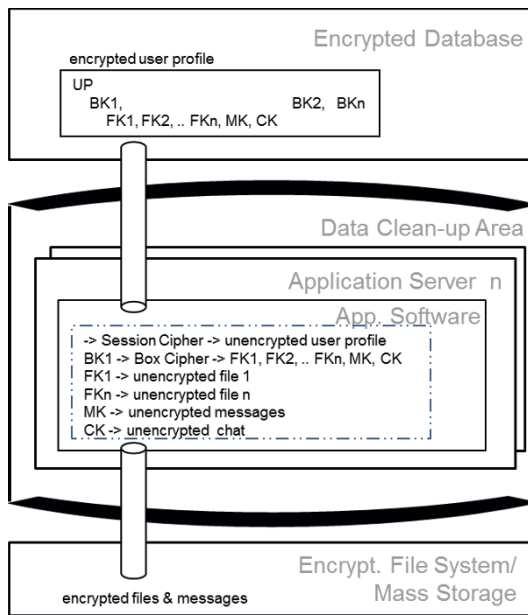 Encrypted Database
encrypted user profile
UP
BK1, BK2, BKn
FK1, FK2, .. FKn, MK, CK
Data Clean-up Area
Application Server n
App. Software
-> Session Cipher -> unencrypted user profile
BK1 -> Box Cipher -> FK1, FK2, .. FKn, MK, CK
FK1 -> unencrypted file 1
FKn -> unencrypted file n
MK -> unencrypted messages
CK -> unencrypted chat
Encrypt. File System/
Mass Storage
encrypted files & messages